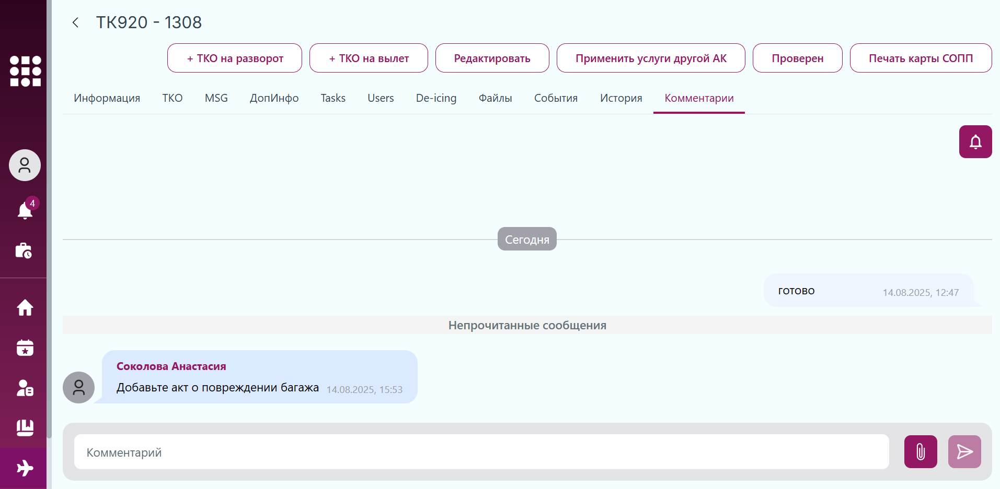 ТК920 - 1308
+ ТКО на разворот
+ ТКО на вылет
Редактировать
Применить услуги другой АК
Проверен
Печать карты СОПП
Информация
ТКО
MSG
ДопИнфо
Tasks
Users
De-icing
Файлы
События
История
Комментарии
4
Сегодня
готово
14.08.2025, 12:47
Непрочитанные сообщения
Соколова Анастасия
Добавьте акт о повреждении багажа 14.08.2025, 15:53
Комментарий